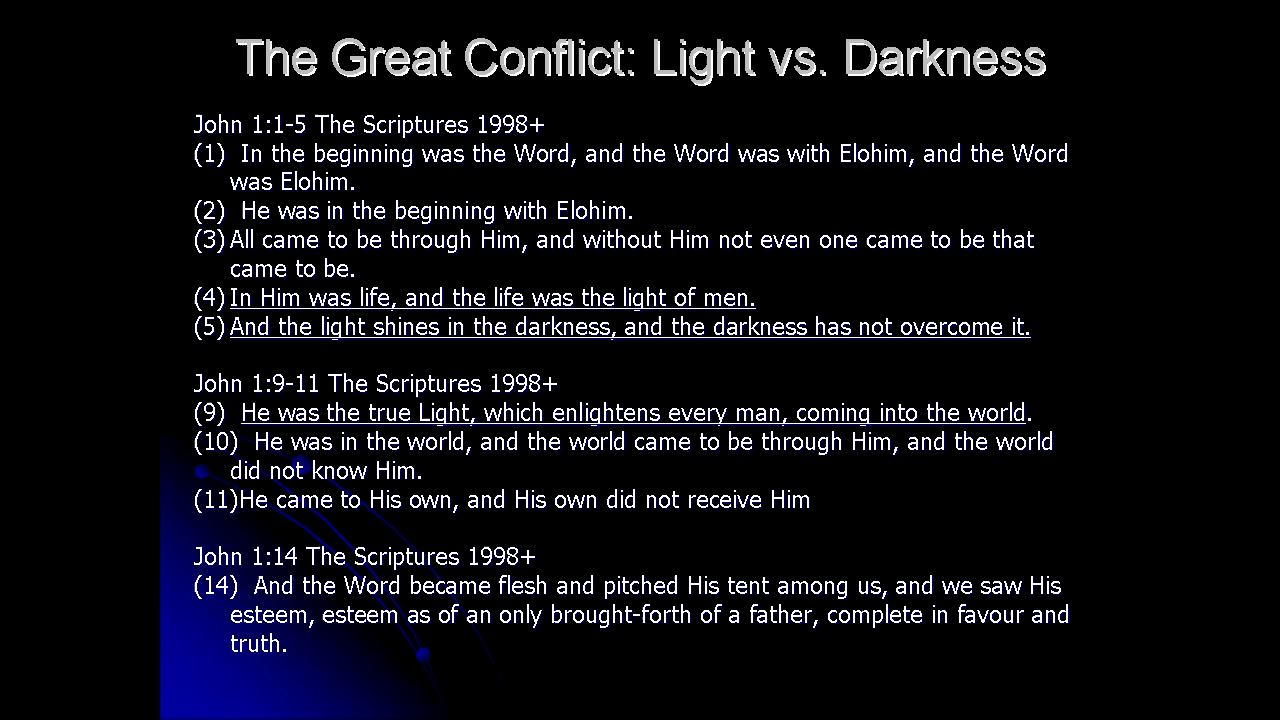 The Great Conflict: Light vs. Darkness
John 1:1-5 The Scriptures 1998+
(1) In the beginning was the Word, and the Word was with Elohim, and the Word
was Elohim.
(2) He was in the beginning with Elohim.
(3) All came to be through Him, and without Him not even one came to be that
came to be.
(4) In Him was life, and the life was the light of men.
(5) And the light shines in the darkness, and the darkness has not overcome it.
John 1:9-11 The Scriptures 1998+
(9) He was the true Light, which enlightens every man, coming into the world.
(10) He was in the world, and the world came to be through Him, and the world
did not know Him.
(11)He came to His own, and His own did not receive Him
John 1:14 The Scriptures 1998+
(14) And the Word became flesh and pitched His tent among us, and we saw His
esteem, esteem as of an only brought-forth of a father, complete in favour and
truth.